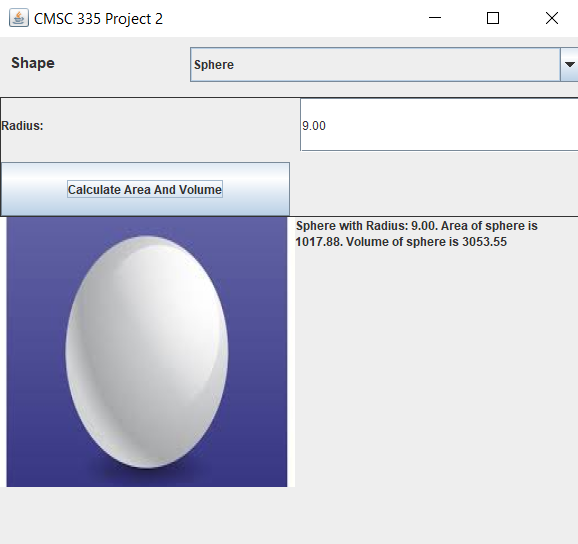 CMSC 335 Project 2
Shape
Sphere
Radius:
9.00
Calculate Area And Volume
Sphere with Radius: 9.00. Area of sphere is
1017.88. Volume of sphere is 3053.55